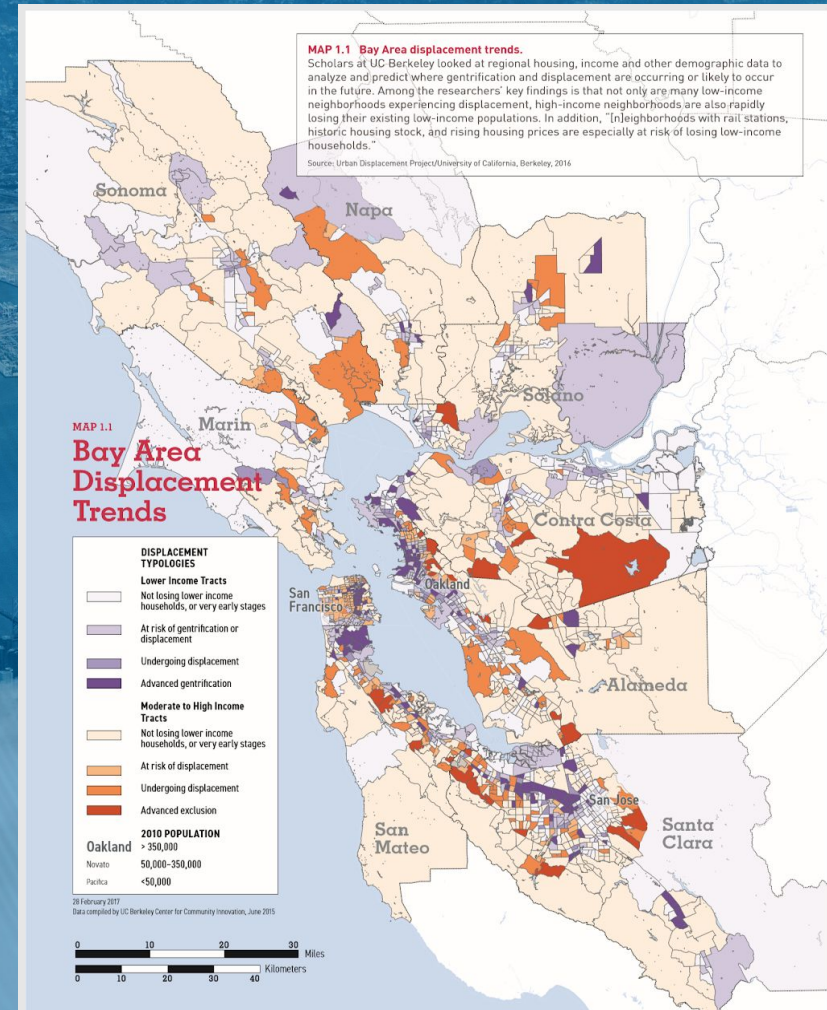 MAP 1.1 Bay Area displacement trends.
Scholars at UC Berkeley looked at regional housing, income and other demographic data to
analyze and predict where gentrification and displacement are occurring or likely to occur
in the future. Among the researchers' key findings is that not only are many low-income
neighborhoods experiencing displacement, high-income neighborhoods are also rapidly
losing their existing low-income populations. In addition, "[n]eighborhoods with rail stations,
historic housing stock, and rising housing prices are especially at risk of losing low-income
households."
Source: Urban Displacement Project/University of California, Berkeley, 2016
Sonoma
Napa
Solano
Marin
MAP 1.1
Bay Area
Displacement
Trends
Contra Costa
Oakland
San
Francisco
Alameda
San Jose
Santa
Clara
San
Mateo
DISPLACEMENT
TYPOLOGIES
Lower Income Tracts
Not losing lower income
households, or very early stages
At risk of gentrification or
displacement
Undergoing displacement
Advanced gentrification
Moderate to High Income
Tracts
Not losing lower income
households, or very early stages
At risk of displacement
Undergoing displacement
Advanced exclusion
2010 POPULATION
Oakland > 350,000
Novato 50,000–350,000
Pacifica <50,000
28 February 2017
Data compiled by UC Berkeley Center for Community Innovation, June 2015
0 10 20 30 Miles
0 10 20 30 40 Kilometers